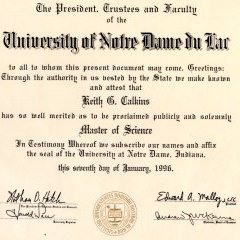 The President, Trustees and Faculty
of the
University of Notre Dame du Lac
to all to whom this present document may come, Greetings:
Through the authority in us vested by the State we make known
and attest that
Keith G. Calkins
has so well merited as to be proclaimed publicly and solemnly
Master of Science
In Testimony Whereof we subscribe our names and affix
the seal of the University at Notre Dame, Indiana,
this seventh day of January, 1996.
Nathan O. Hatch
Edward A. Malloy, csc